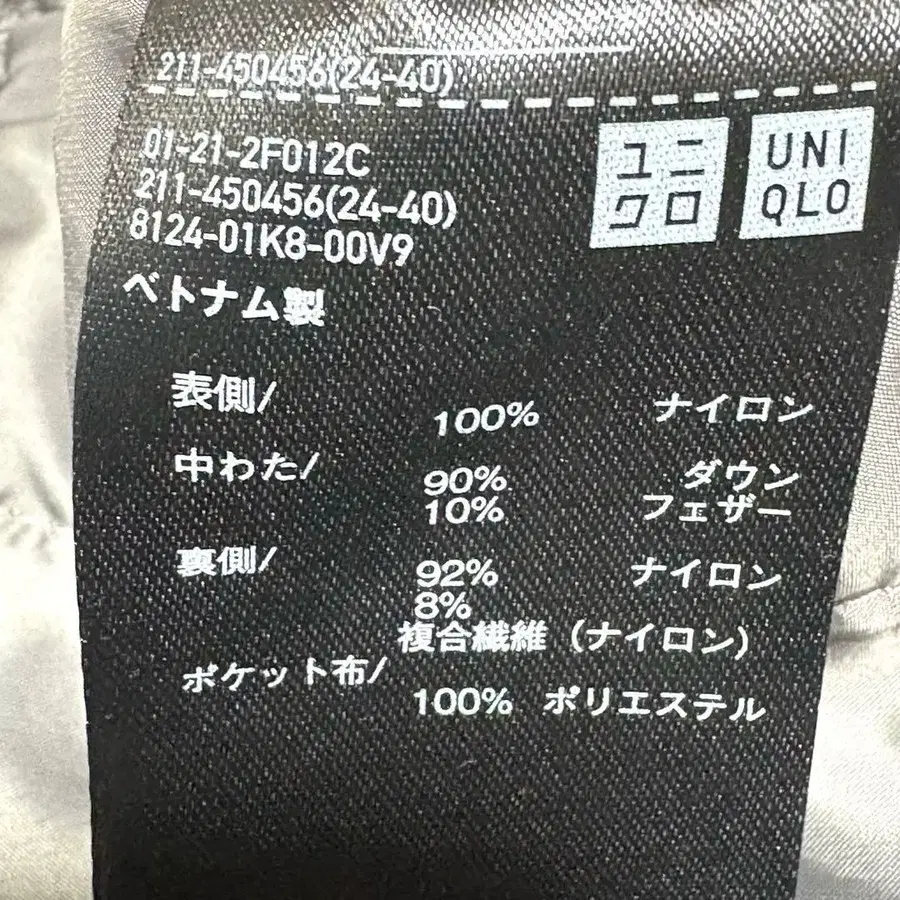 211-450456(24-40)
ユニ
クロ
UNI
QLO
01-21-2F012C
211-450456(24-40)
8124-01K8-00V9
ベトナム製
表側/
100% ナイロン
中わた/
90% ダウン
10% フェザー
裏側/
92% ナイロン
8%
複合繊維 (ナイロン)
ポケット布/
100% ポリエステル